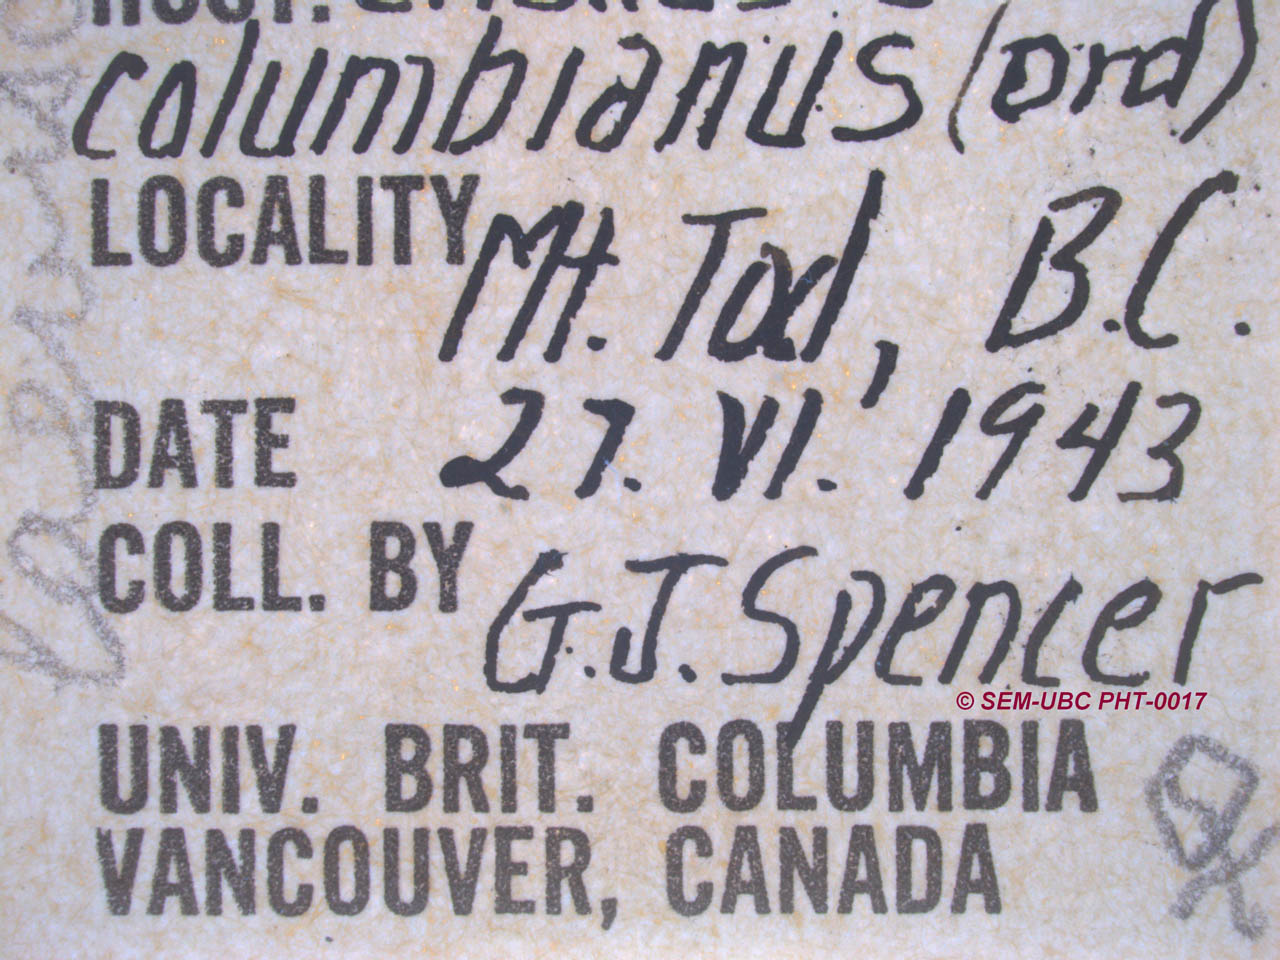 HOST.
columbianus (ord)
LOCALITY Mt. Tod, B.C.
DATE 27. VI. 1943
COLL. BY G.J. Spencer
© SEM-UBC PHT-0017
UNIV. BRIT. COLUMBIA
VANCOUVER, CANADA